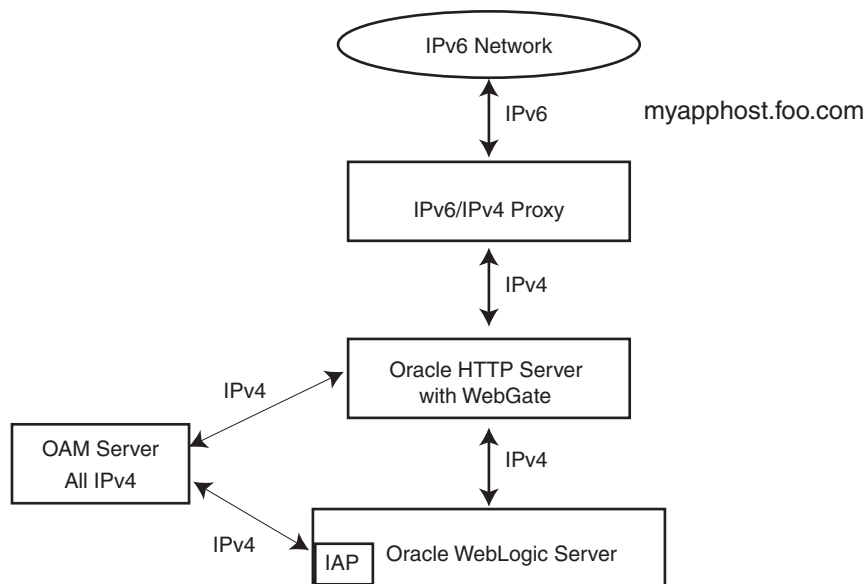 IPv6 Network
IPv6
myapphost.foo.com
IPv6/IPv4 Proxy
IPv4
Oracle HTTP Server
with WebGate
IPv4
OAM Server
All IPv4
IPv4
IPv4
IAP
Oracle WebLogic Server